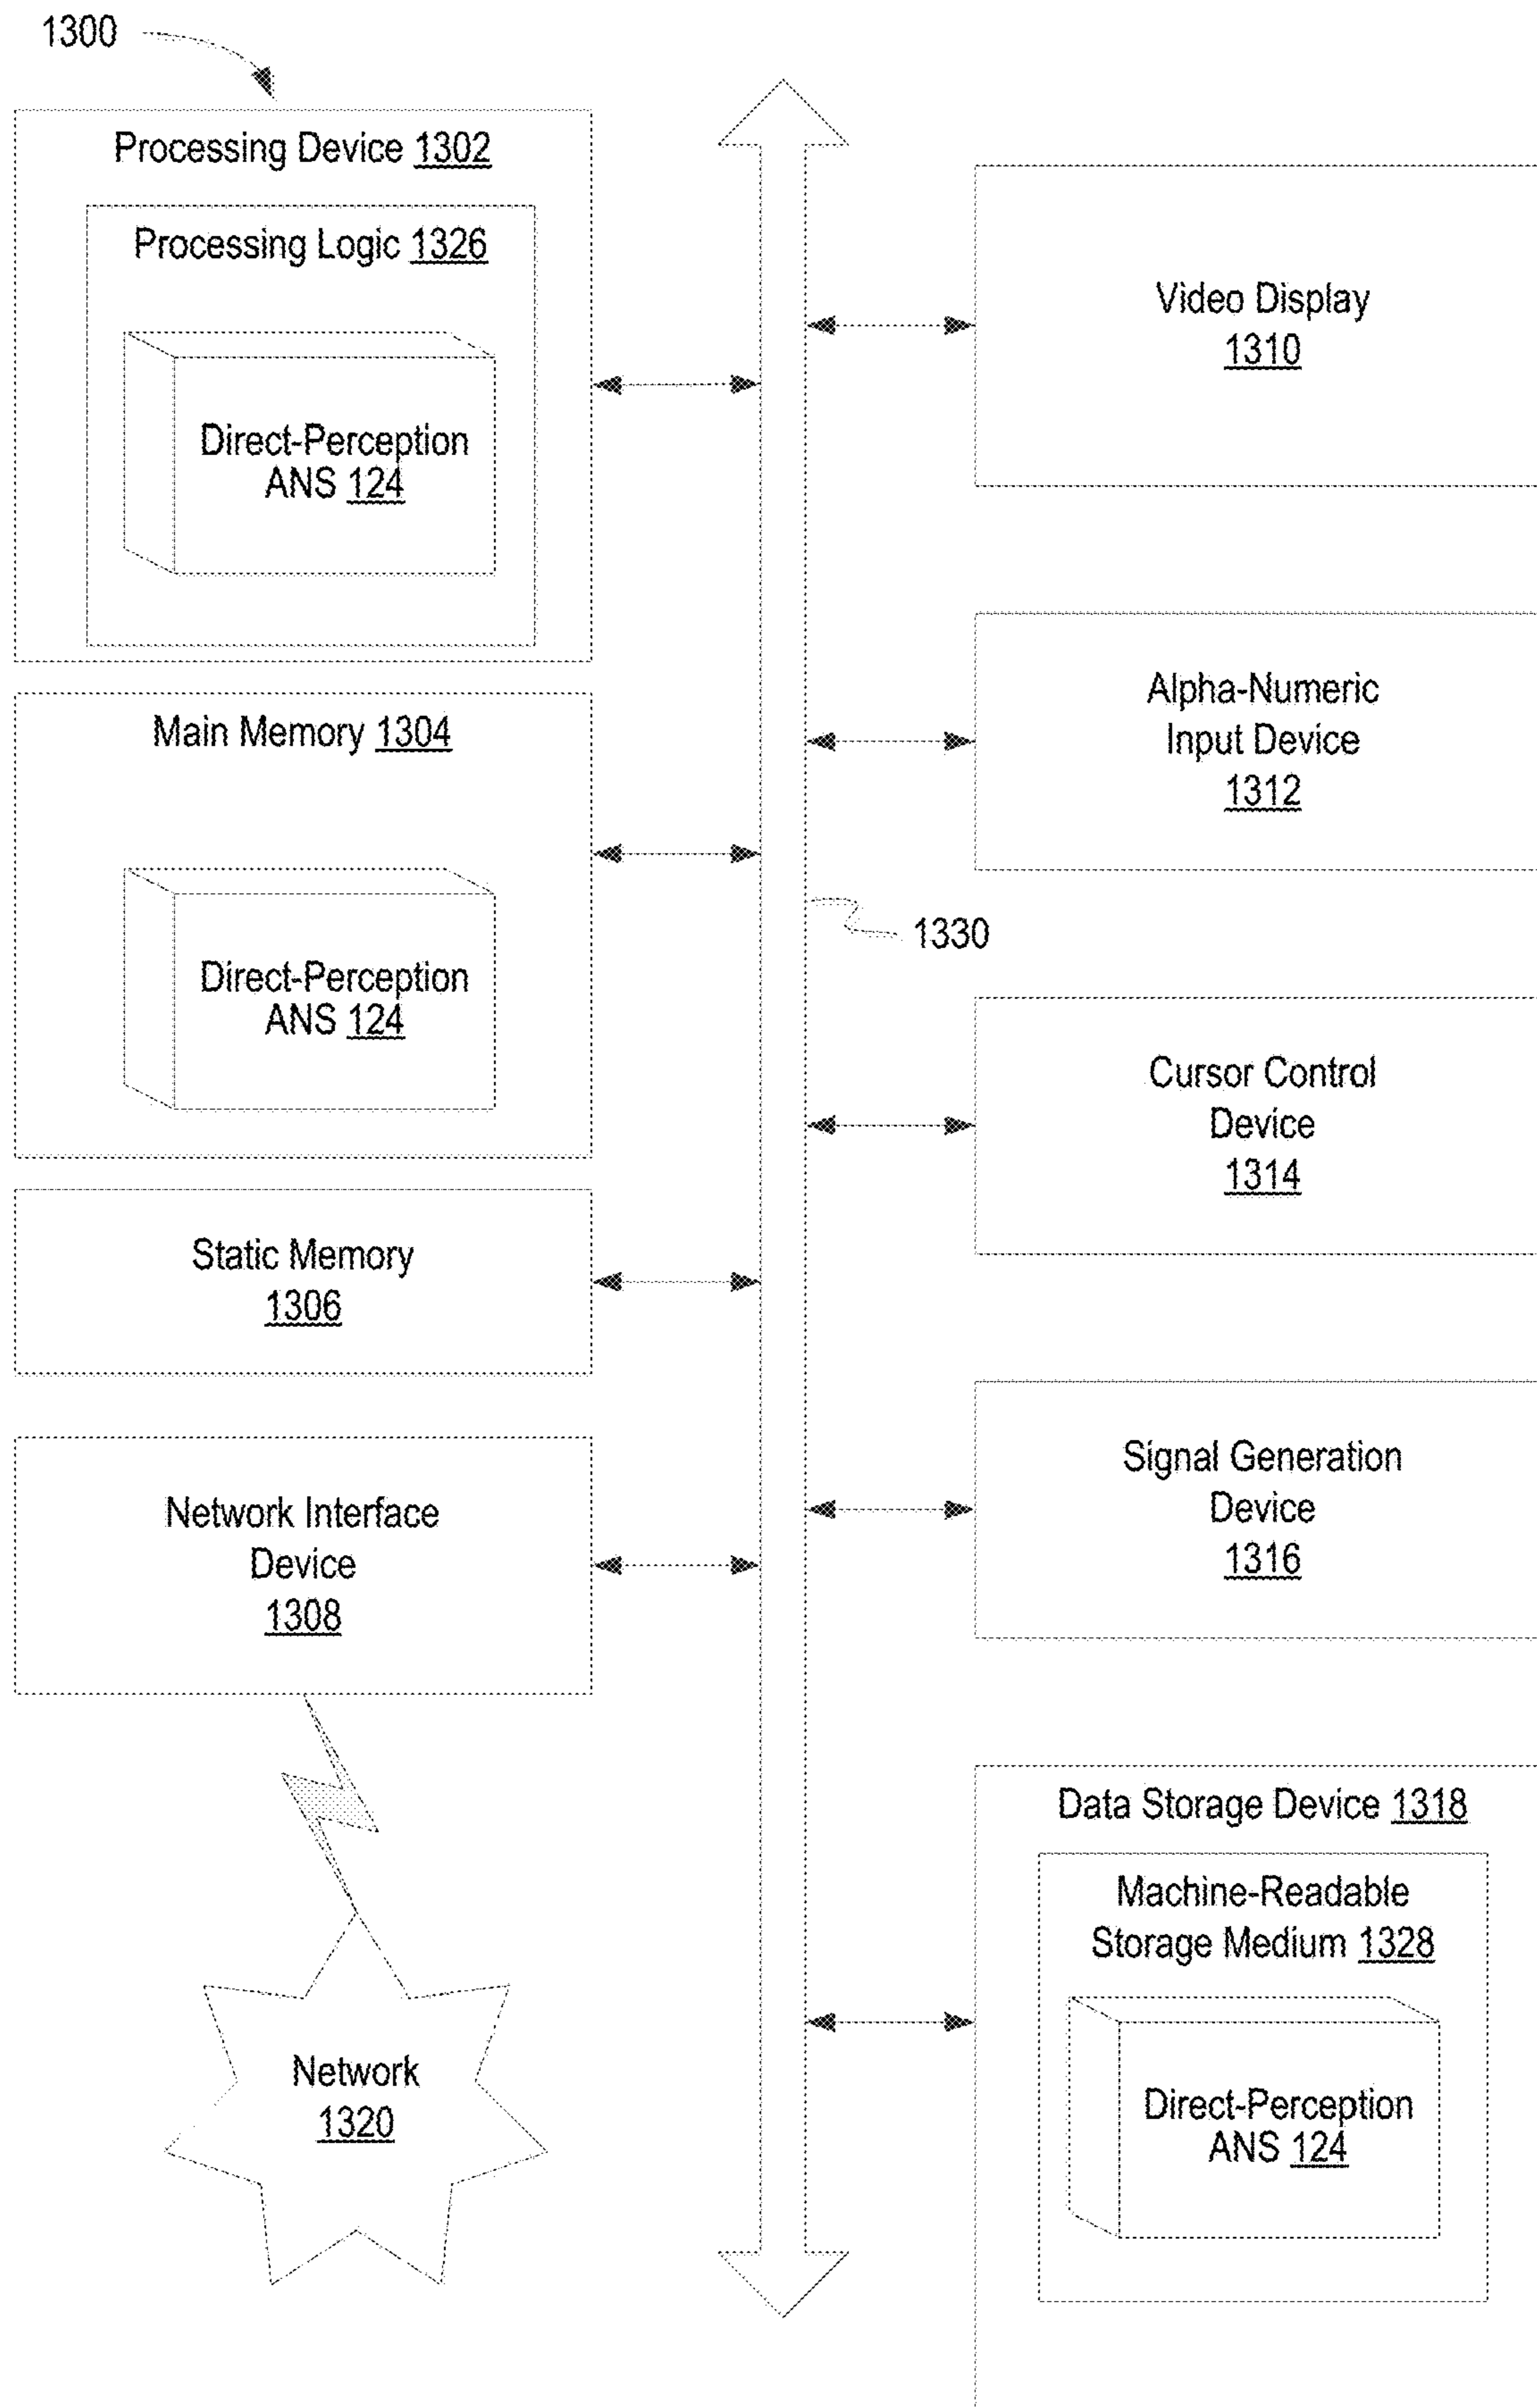 1300
Processing Device 1302
Processing Logic 1326
Direct-Perception
ANS 124
Main Memory 1304
Direct-Perception
ANS 124
Static Memory
1306
Network Interface
Device
1308
Network
1320
Video Display
1310
Alpha-Numeric
Input Device
1312
1330
Cursor Control
Device
1314
Signal Generation
Device
1316
Data Storage Device 1318
Machine-Readable
Storage Medium 1328
Direct-Perception
ANS 124